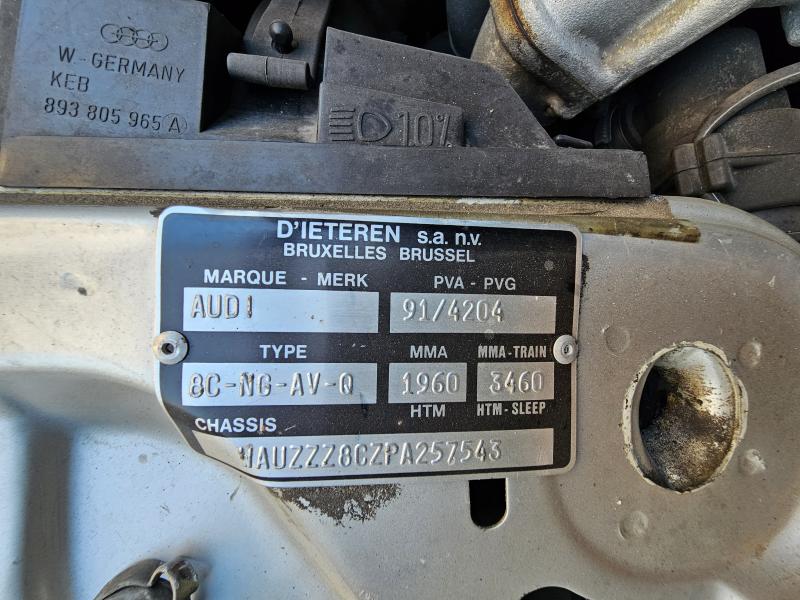 W-GERMANY
KEB
893 805 965 A
10%
D'IETEREN s.a. n.v.
BRUXELLES BRUSSEL
MARQUE - MERK PVA - PVG
AUDI 91/4204
TYPE MMA MMA-TRAIN
8C-NG-AV-Q 1960 3460
HTM HTM-SLEEP
CHASSIS
WAUZZZ8CZPA257543